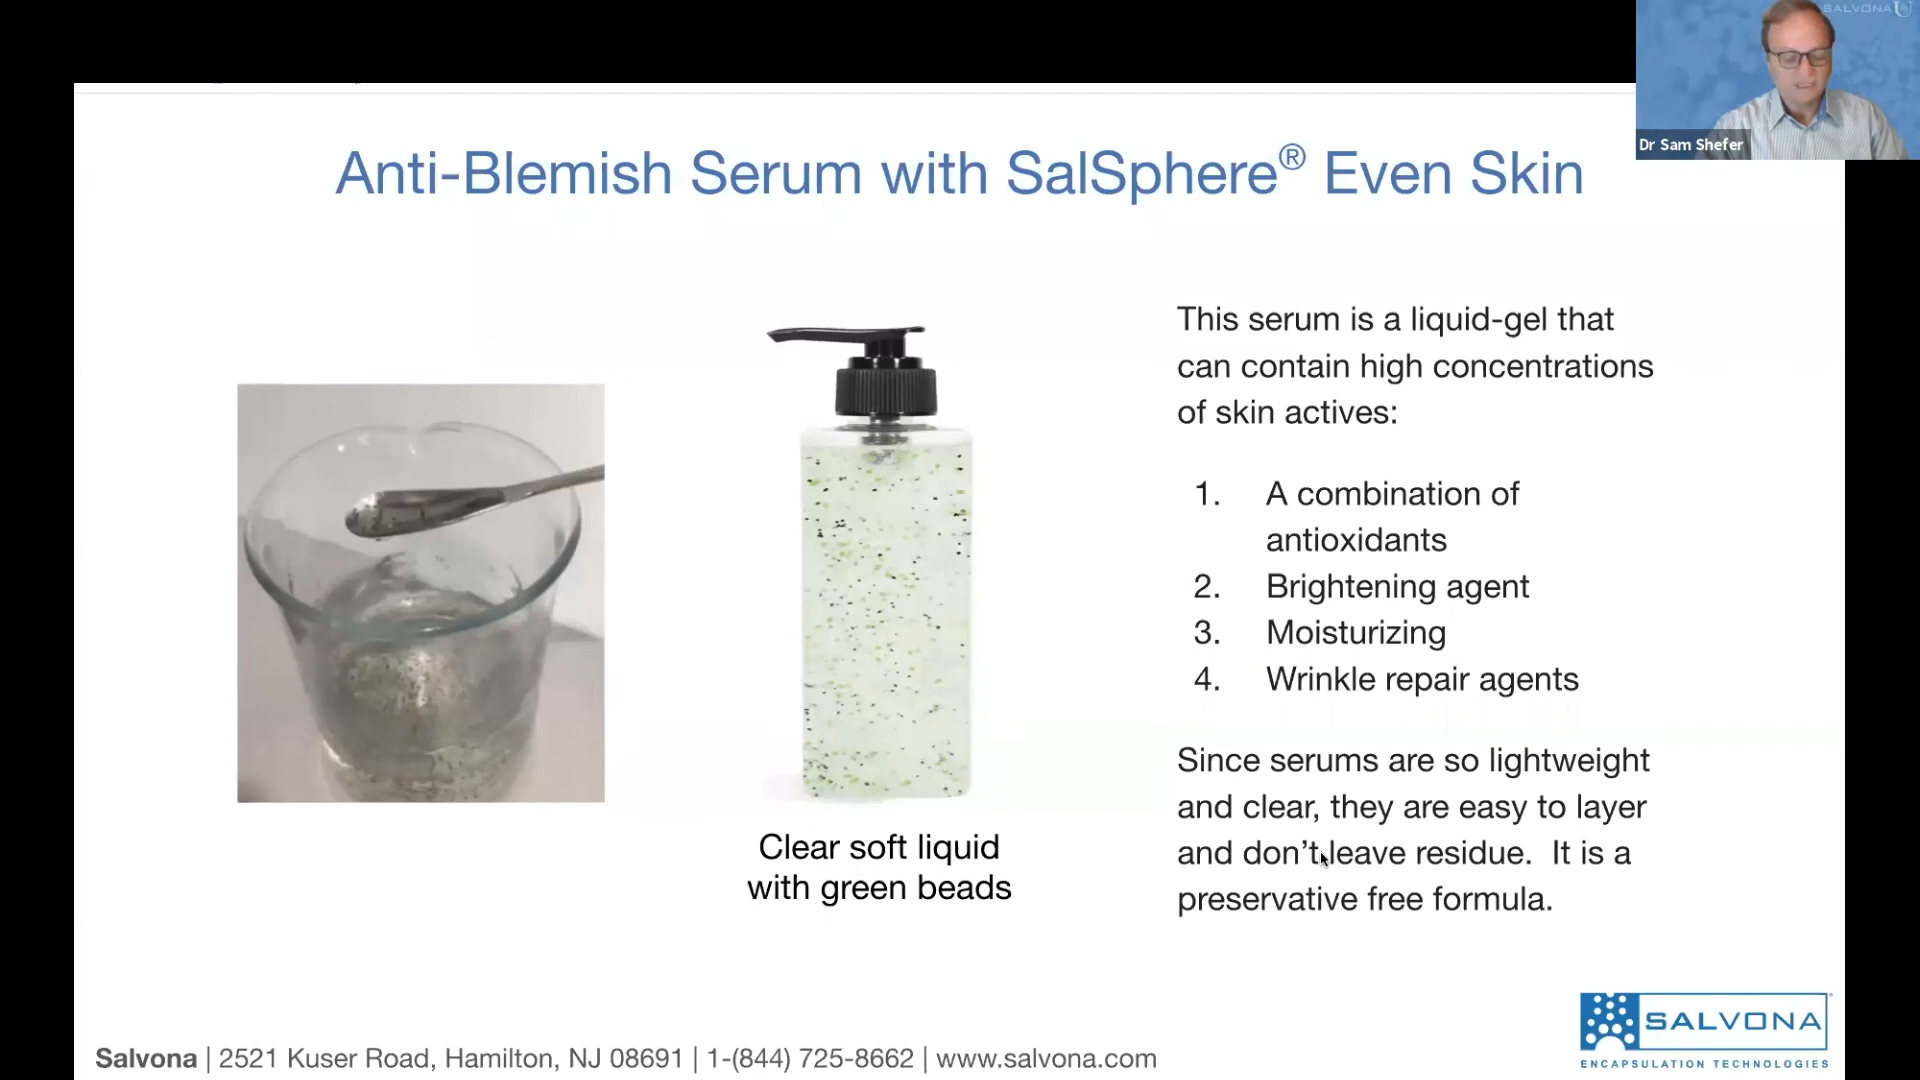 SALVONA U
Dr Sam Shefer
Anti-Blemish Serum with SalSphere® Even Skin
This serum is a liquid-gel that
can contain high concentrations
of skin actives:
1. A combination of
antioxidants
2. Brightening agent
3. Moisturizing
4. Wrinkle repair agents
Since serums are so lightweight
and clear, they are easy to layer
and don’t leave residue. It is a
preservative free formula.
Clear soft liquid
with green beads
SALVONA
ENCAPSULATION TECHNOLOGIES
Salvona | 2521 Kuser Road, Hamilton, NJ 08691 | 1-(844) 725-8662 | www.salvona.com